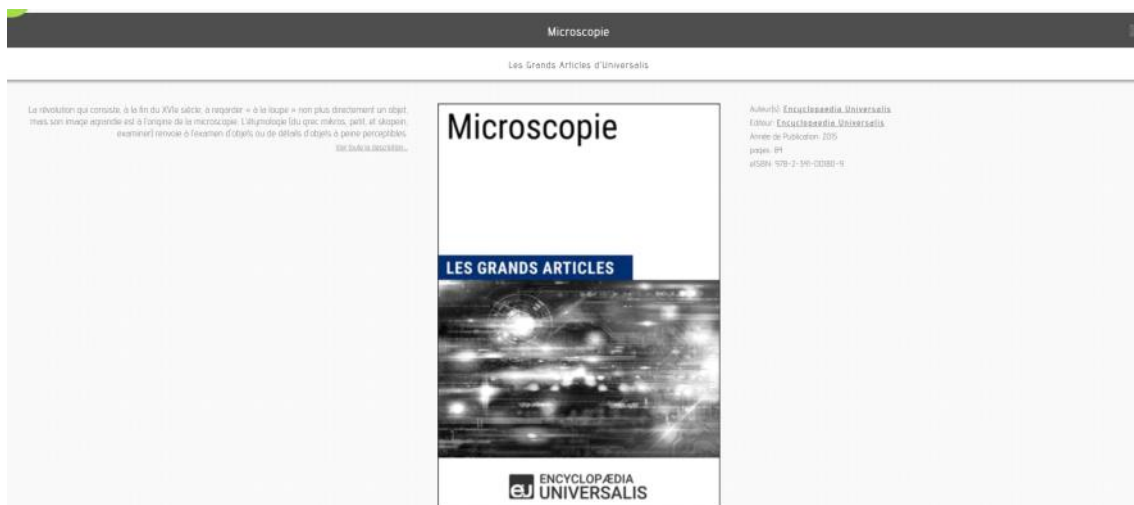 Microscopie
Les Grands Articles d'Universalis
La révolution qui consiste, à la fin du XVIe siècle, à regarder « à la loupe » non plus directement un objet,
mais son image agrandie est à l'origine de la microscopie. L'étymologie (du grec mikros, petit, et skopein,
examiner) renvoie à l'examen d'objets ou de détails d'objets à peine perceptibles.
Voir toute la description...
Microscopie
LES GRANDS ARTICLES
ENCYCLOPÆDIA
UNIVERSALIS
Auteur(s): Encyclopaedia Universalis
Editeur: Encyclopaedia Universalis
Année de Publication: 2015
pages: 84
eISBN: 978-2-341-00180-9